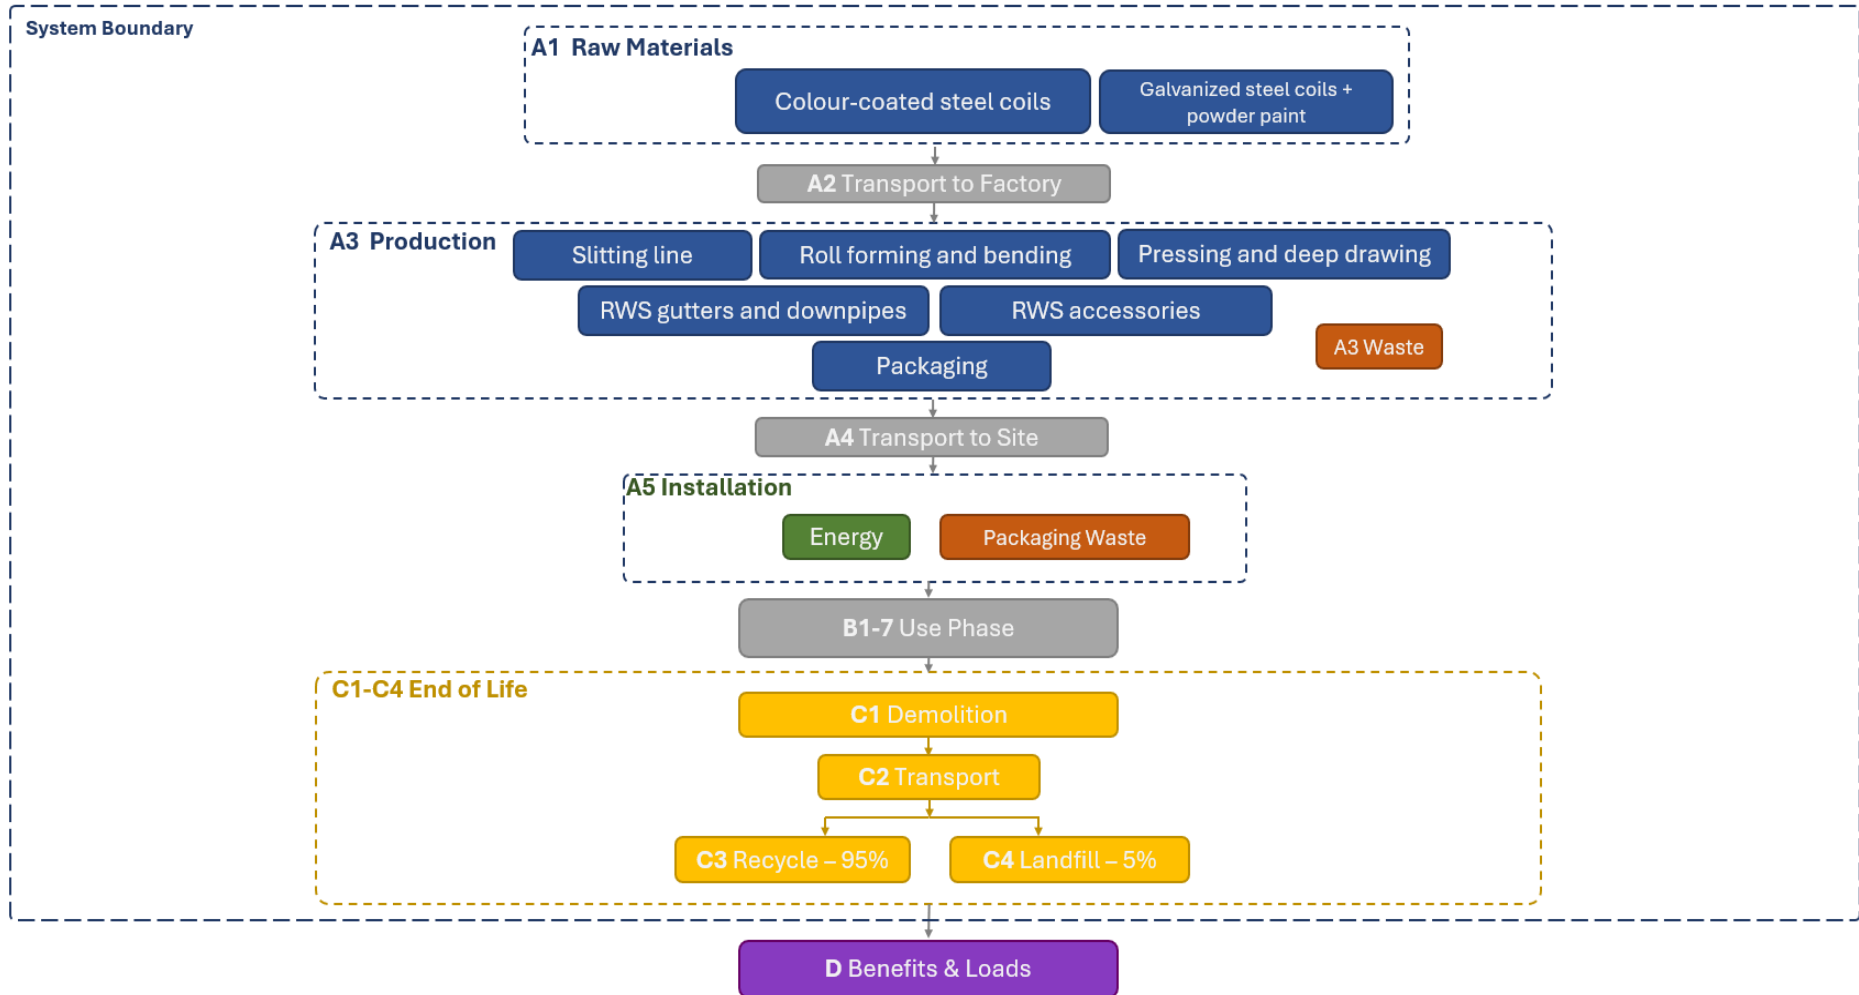 System Boundary
A1 Raw Materials
Colour-coated steel coils
Galvanized steel coils +
powder paint
A2 Transport to Factory
A3 Production
Slitting line
Roll forming and bending
Pressing and deep drawing
RWS gutters and downpipes
RWS accessories
A3 Waste
Packaging
A4 Transport to Site
A5 Installation
Energy
Packaging Waste
B1-7 Use Phase
C1-C4 End of Life
C1 Demolition
C2 Transport
C3 Recycle – 95%
C4 Landfill – 5%
D Benefits & Loads